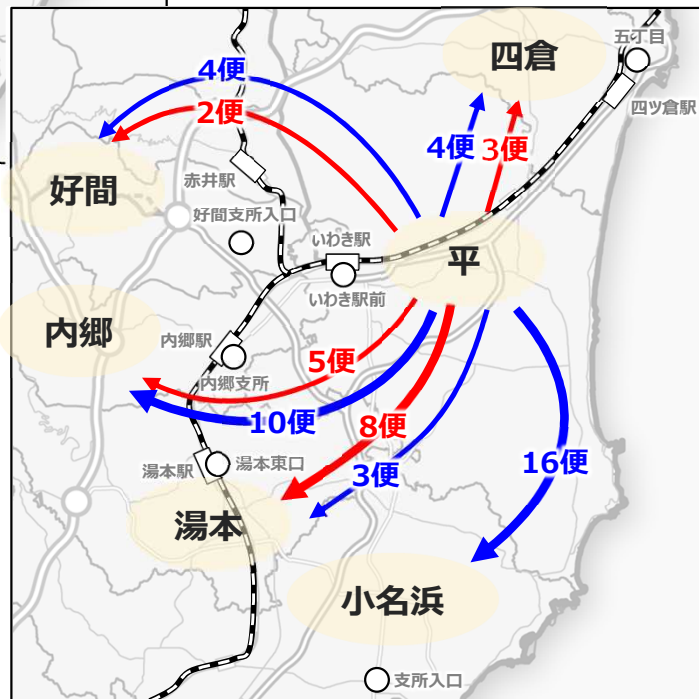 四倉
五丁目
四ツ倉駅
4便
2便
4便
3便
赤井駅
好間
好間支所入口
いわき駅
平
いわき駅前
内郷
内郷駅
内郷支所
5便
10便
8便
3便
16便
湯本駅
湯本東口
湯本
小名浜
支所入口